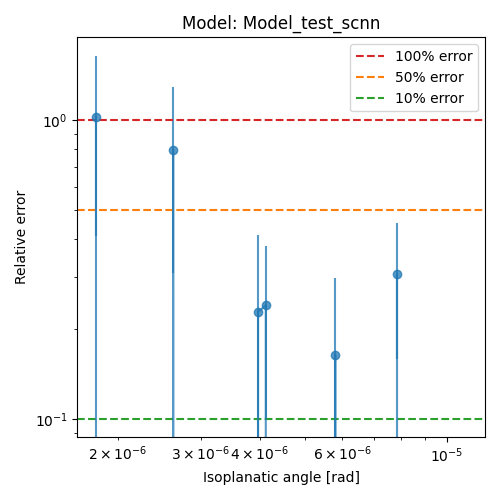 Model: Model_test_scnn
100% error
50% error
10% error
Relative error
10⁰
10⁻¹
2 × 10⁻⁶
3 × 10⁻⁶
4 × 10⁻⁶
6 × 10⁻⁶
10⁻⁵
Isoplanatic angle [rad]